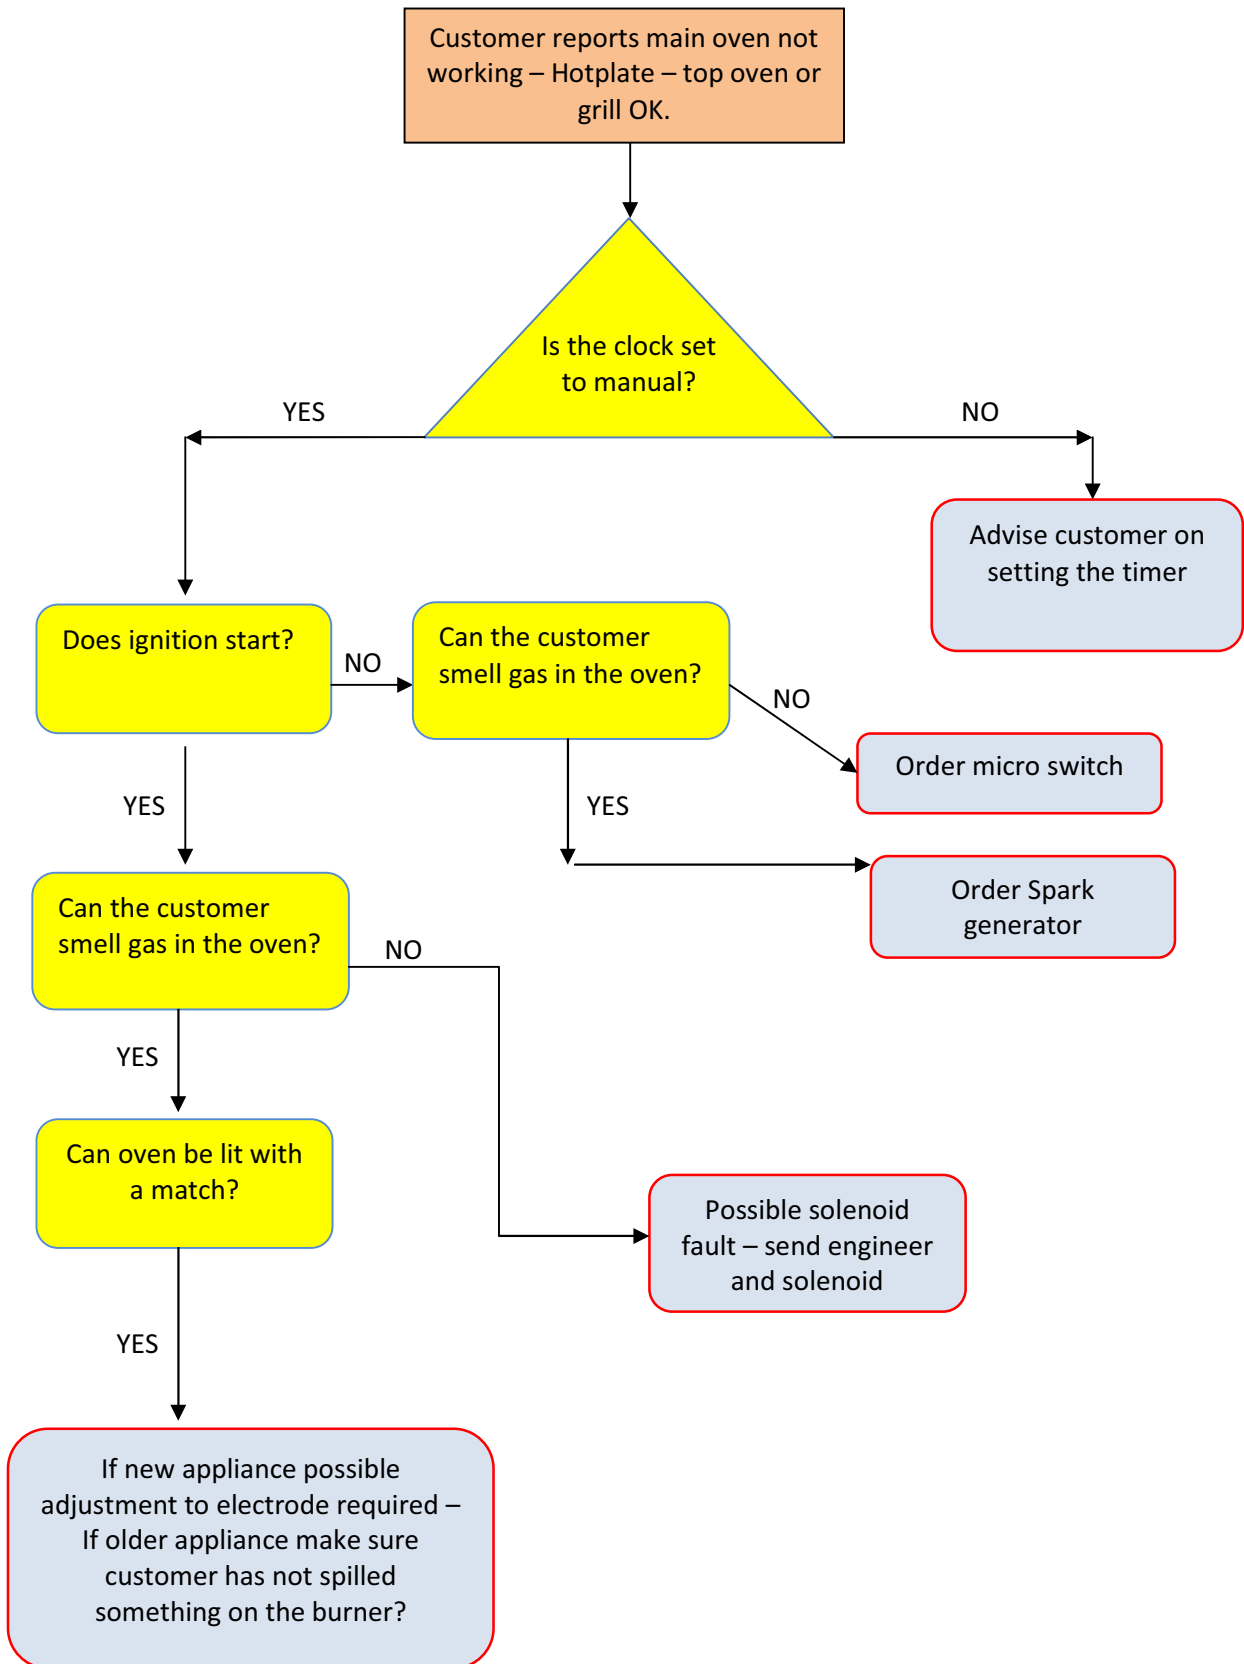 Customer reports main oven not
working – Hotplate – top oven or
grill OK.
Is the clock set
to manual?
YES
NO
Advise customer on
setting the timer
Does ignition start?
NO
Can the customer
smell gas in the oven?
NO
Order micro switch
YES
YES
Order Spark
generator
Can the customer
smell gas in the oven?
NO
YES
Can oven be lit with
a match?
Possible solenoid
fault – send engineer
and solenoid
YES
If new appliance possible
adjustment to electrode required –
If older appliance make sure
customer has not spilled
something on the burner?